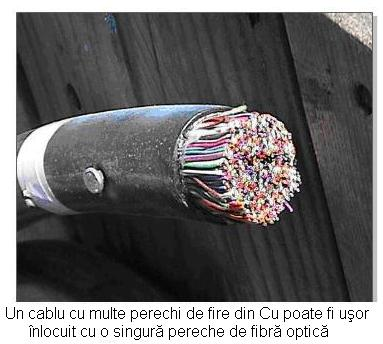 Un cablu cu multe perechi de fire din Cu poate fi uşor
înlocuit cu o singură pereche de fibră optică